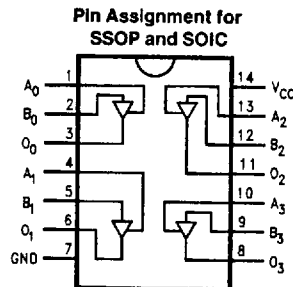 Pin Assignment for
SSOP and SOIC
A0 1
B0 2
O0 3
A1 4
B1 5
O1 6
GND 7
14 VCC
13 A2
12 B2
11 O2
10 A3
9 B3
8 O3